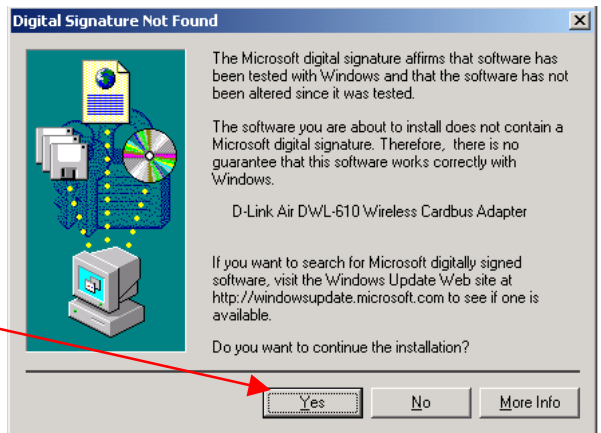 Digital Signature Not Found
The Microsoft digital signature affirms that software has
been tested with Windows and that the software has not
been altered since it was tested.
The software you are about to install does not contain a
Microsoft digital signature. Therefore, there is no
guarantee that this software works correctly with
Windows.
D-Link Air DWL-610 Wireless Cardbus Adapter
If you want to search for Microsoft digitally signed
software, visit the Windows Update Web site at
http://windowsupdate.microsoft.com to see if one is
available.
Do you want to continue the installation?
Yes No More Info